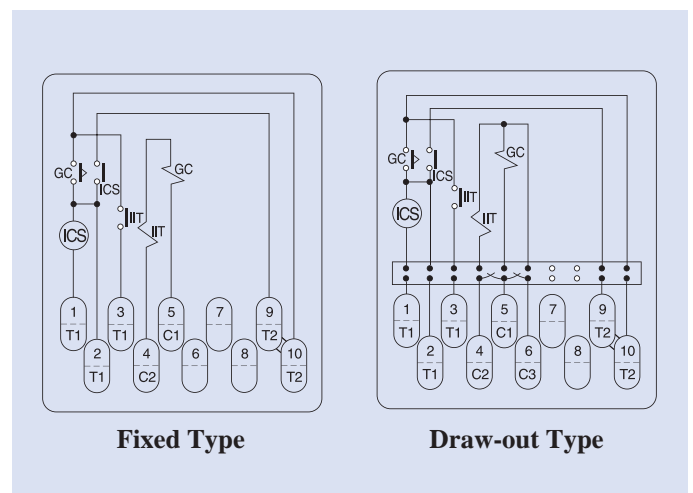 GC
ICS
IIT
IIT
GC
ICS
1
T1
2
T1
3
T1
4
C2
5
C1
6
7
8
9
T2
10
T2
Fixed Type
GC
ICS
IIT
GC
IIT
ICS
1
T1
2
T1
3
T1
4
C2
5
C1
6
C3
7
8
9
T2
10
T2
Draw-out Type